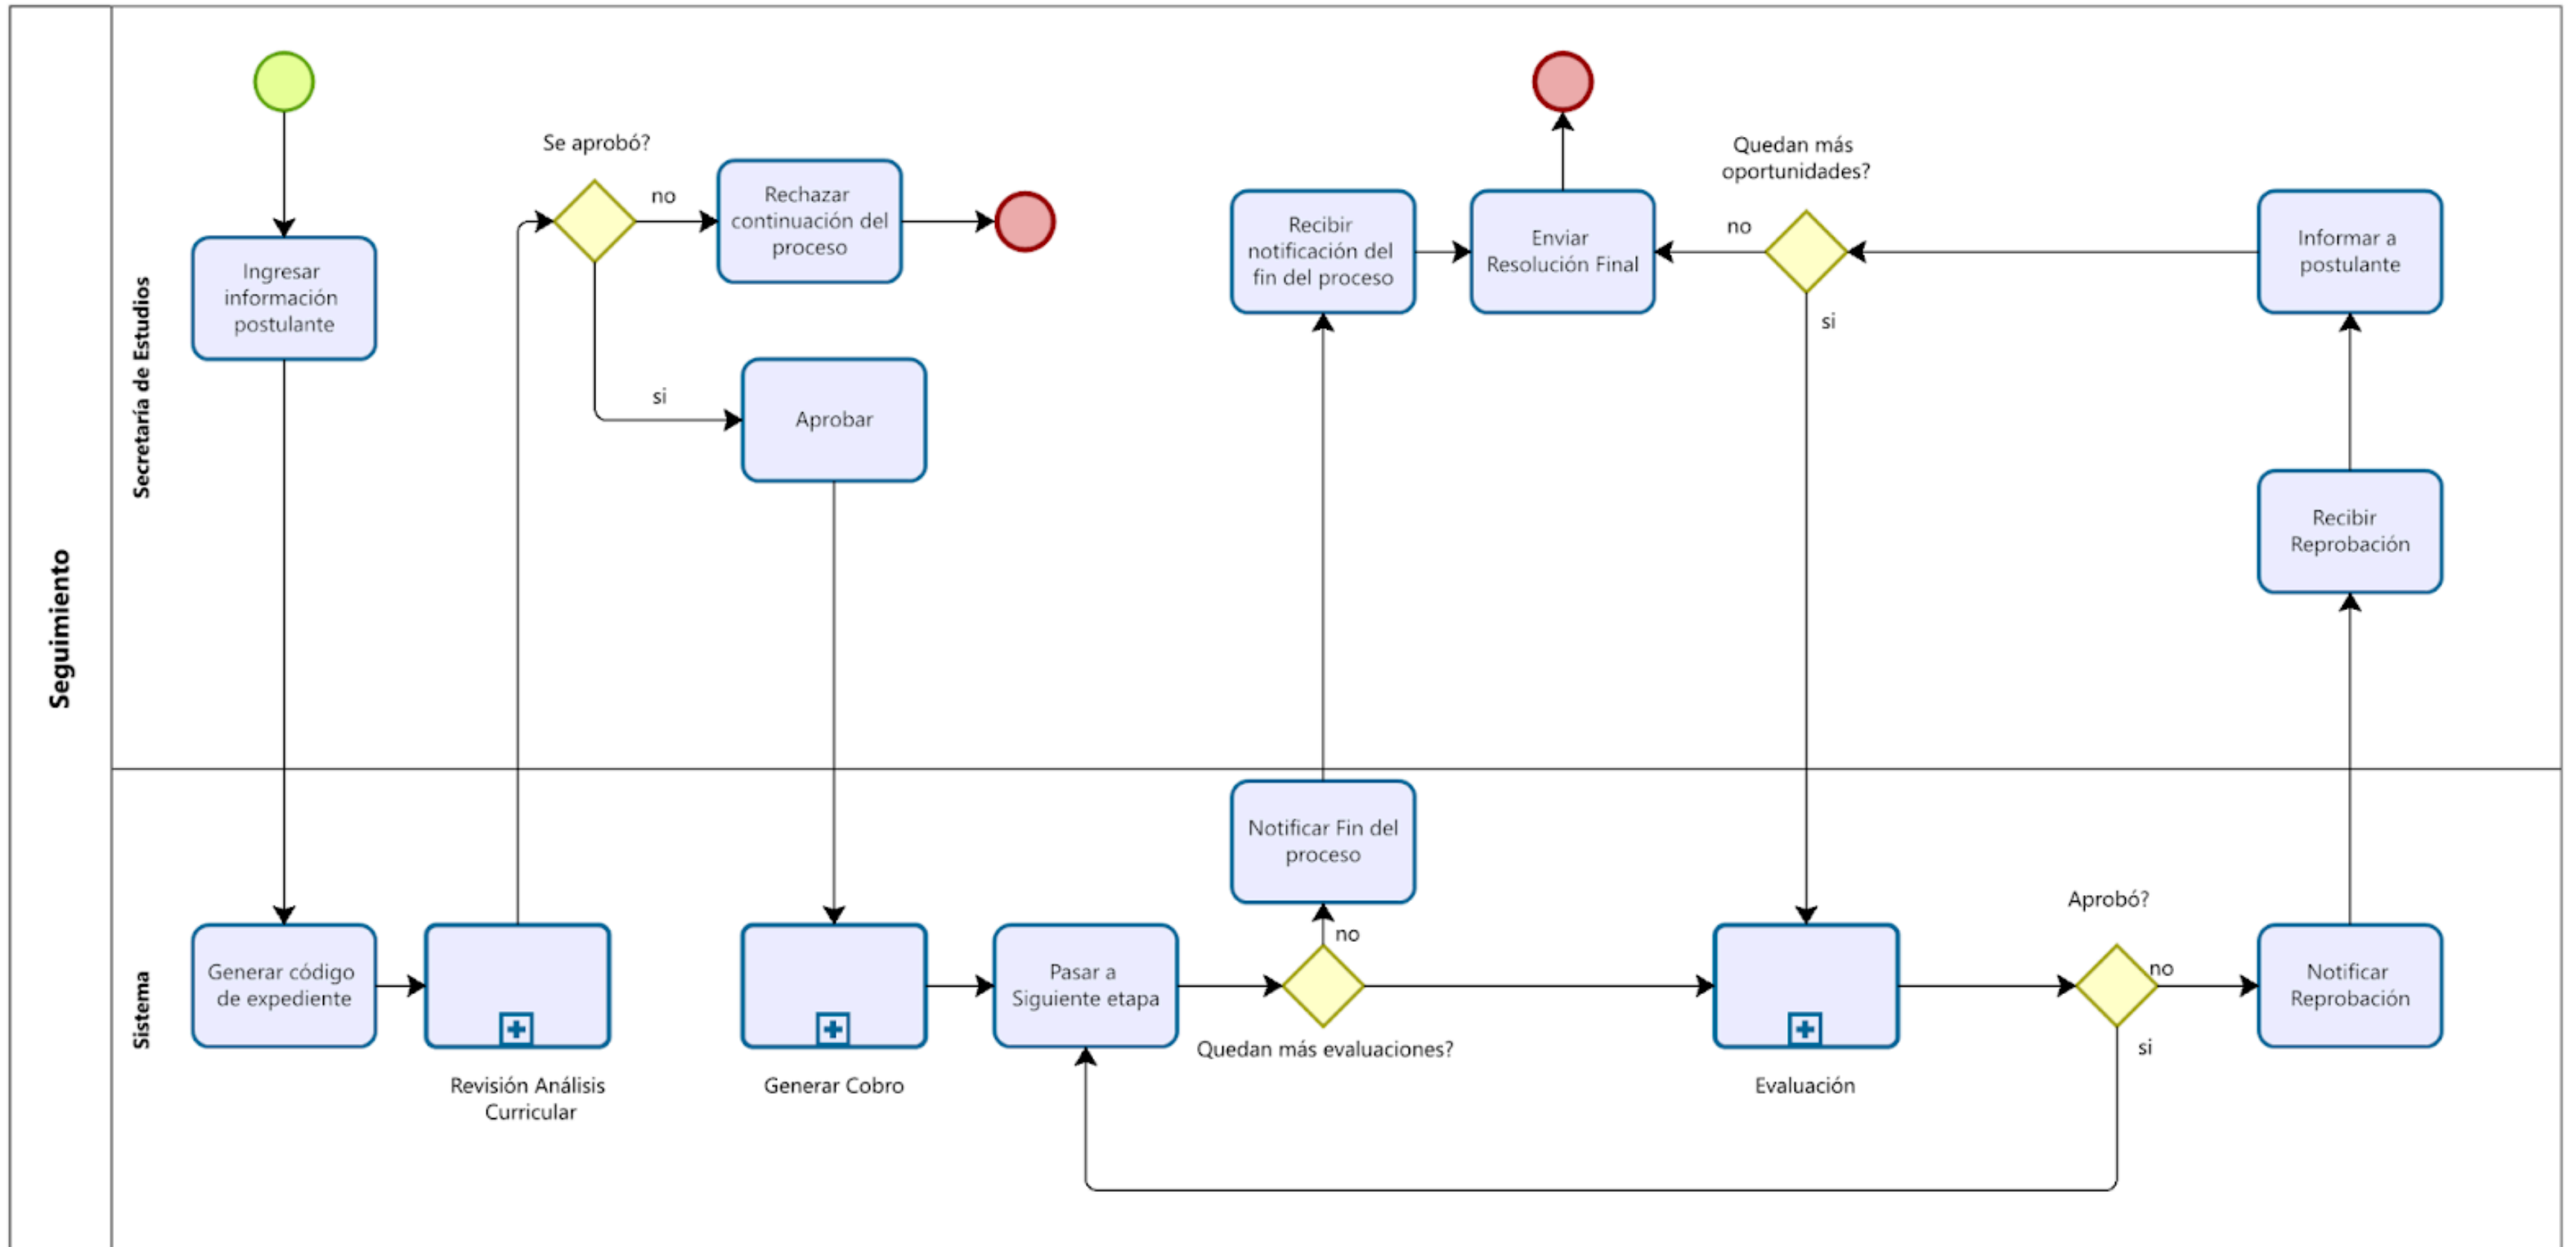 Seguimiento
Secretaría de Estudios
Ingresar
información
postulante
Se aprobó?
no
Rechazar
continuación del
proceso
si
Aprobar
Recibir
notificación del
fin del proceso
Enviar
Resolución Final
Quedan más
oportunidades?
no
si
Informar a
postulante
Recibir
Reprobación
Sistema
Generar código
de expediente
Revisión Análisis
Curricular
Generar Cobro
Pasar a
Siguiente etapa
Notificar Fin del
proceso
no
Quedan más evaluaciones?
Evaluación
Aprobó?
no
si
Notificar
Reprobación